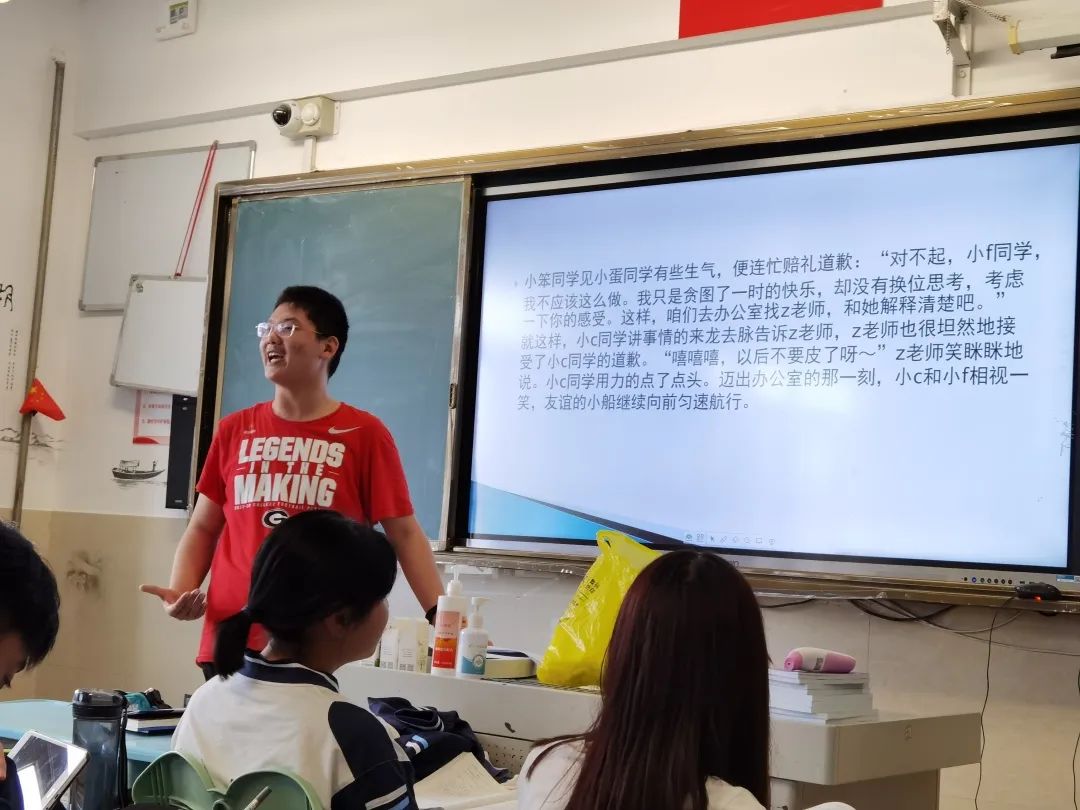 小笨同学见小蛋同学有些生气，便连忙赔礼道歉：“对不起，小f同学，
我不应该这么做。我只是贪图了一时的快乐，却没有换位思考，考虑
一下你的感受。这样，咱们去办公室找z老师，和她解释清楚吧。”
就这样，小c同学讲事情的来龙去脉告诉z老师，z老师也很坦然地接
受了小c同学的道歉。“嘻嘻嘻，以后不要皮了呀～”z老师笑眯眯地
说。小c同学用力的点了点头。迈出办公室的那一刻，小c和小f相视一
笑，友谊的小船继续向前匀速航行。
LEGENDS
IN THE
MAKING
G